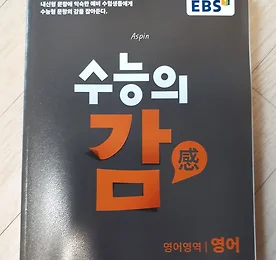 내신형 문항에 익숙한 예비 수험생들에게
수능형 문항의 감을 잡아준다.
EBS
Aspin
수능의
감
感
영어영역 | 영어